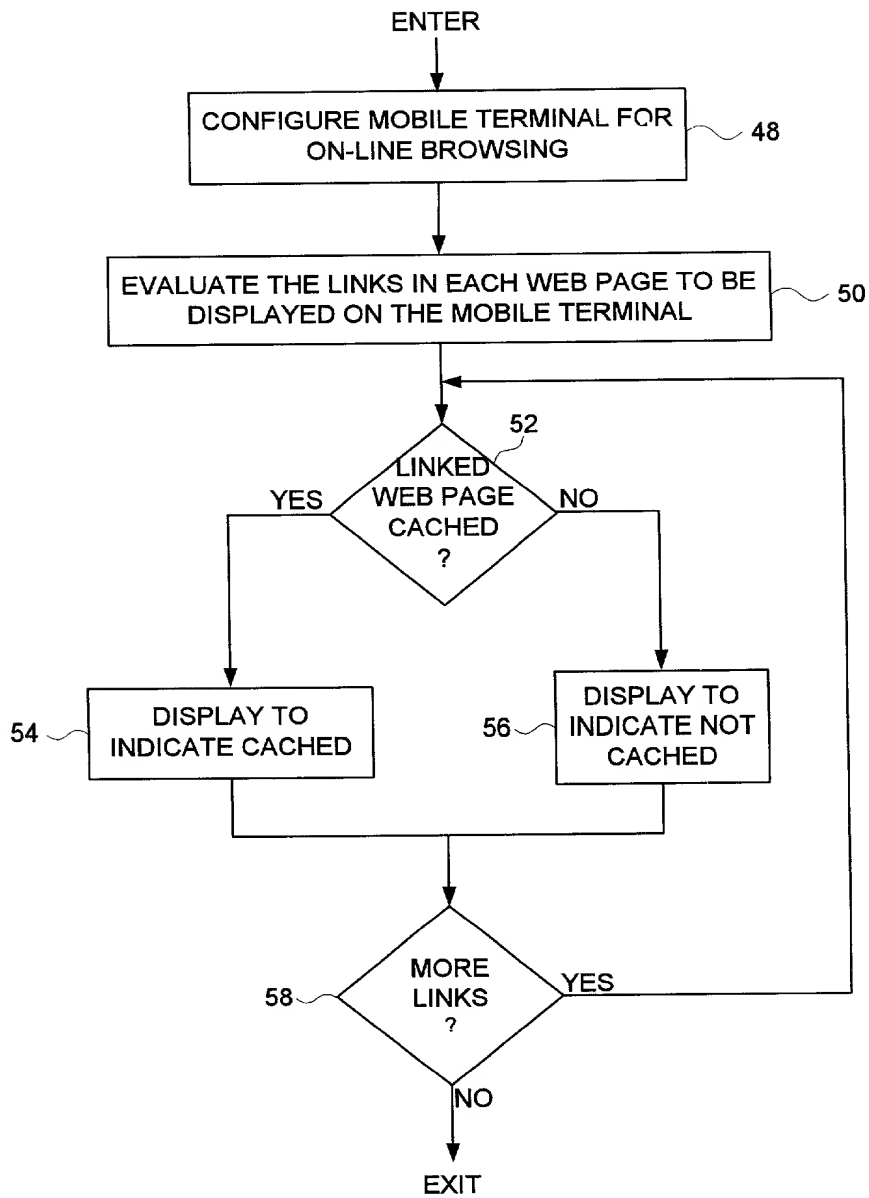 ENTER
CONFIGURE MOBILE TERMINAL FOR
ON-LINE BROWSING
48
EVALUATE THE LINKS IN EACH WEB PAGE TO BE
DISPLAYED ON THE MOBILE TERMINAL
50
52
LINKED
WEB PAGE
CACHED
?
YES
NO
54
DISPLAY TO
INDICATE CACHED
56
DISPLAY TO
INDICATE NOT
CACHED
58
MORE
LINKS
?
YES
NO
EXIT